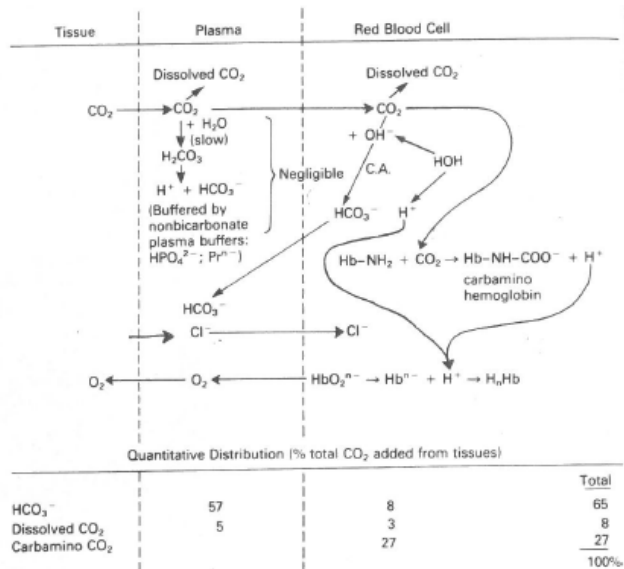 Tissue Plasma Red Blood Cell
Dissolved CO₂ Dissolved CO₂
CO₂ CO₂ CO₂
+ H₂O
(slow)
+ OH⁻
H₂CO₃
C.A.
HOH
Negligible
H⁺ + HCO₃⁻
(Buffered by
nonbicarbonate
plasma buffers:
HPO₄²⁻; Prⁿ⁻)
HCO₃⁻ H⁺
Hb–NH₂ + CO₂ → Hb–NH–COO⁻ + H⁺
carbamino
hemoglobin
HCO₃⁻
Cl⁻ Cl⁻
O₂ O₂ HbO₂ⁿ⁻ → Hbⁿ⁻ + H⁺ → HₙHb
Quantitative Distribution (% total CO₂ added from tissues)
Total
HCO₃⁻ 57 8 65
Dissolved CO₂ 5 3 8
Carbamino CO₂ 27 27
100%